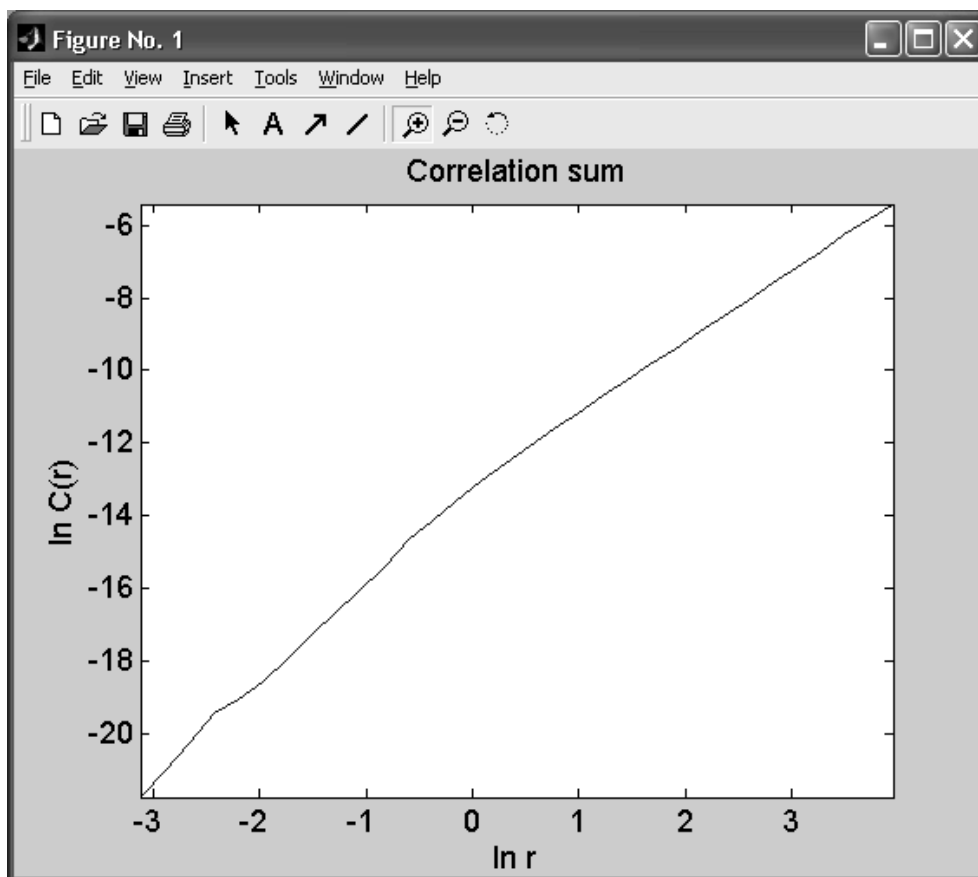 Figure No. 1
File Edit View Insert Tools Window Help
A
Correlation sum
-6
-8
-10
-12
-14
-16
-18
-20
ln C(r)
-3 -2 -1 0 1 2 3
ln r